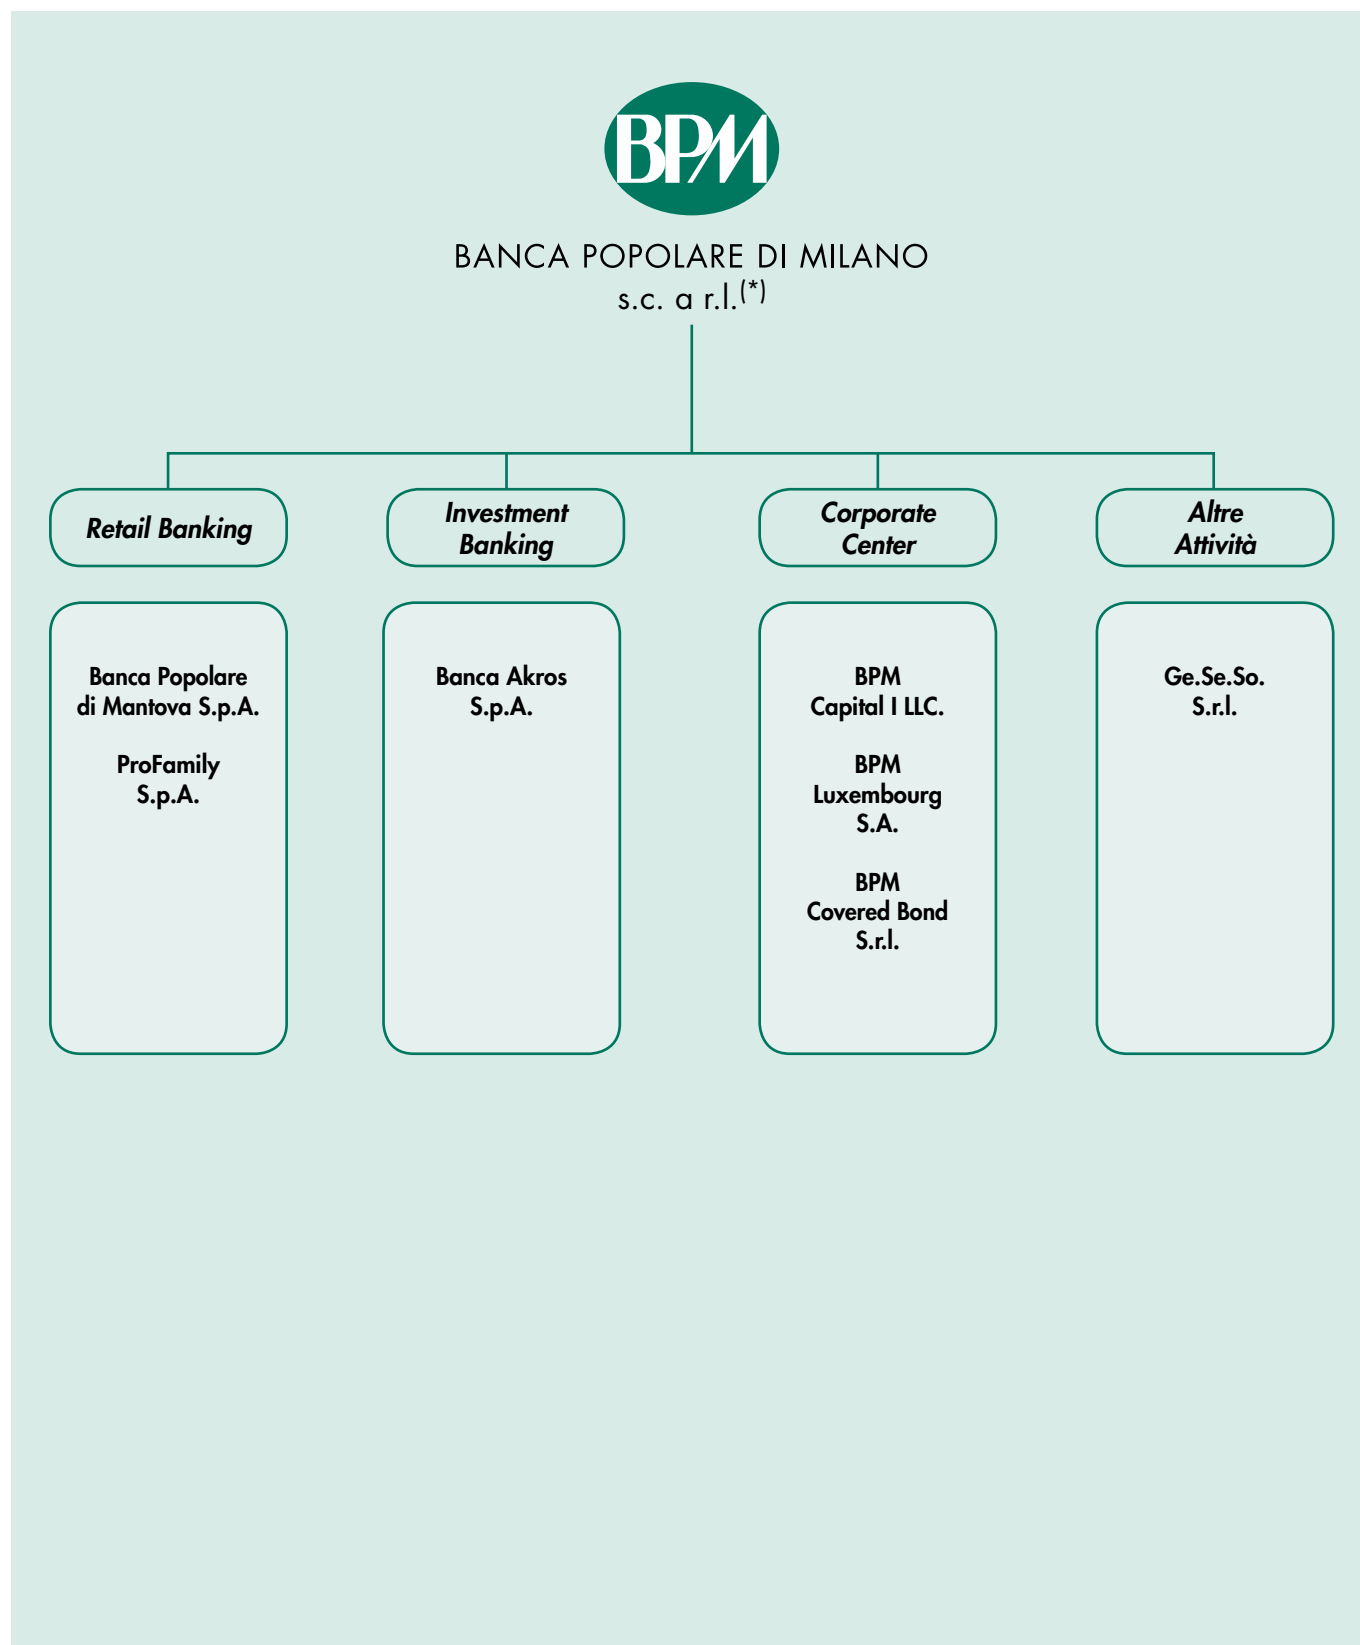 BPM
BANCA POPOLARE DI MILANO
s.c. a r.l.(*)
Retail Banking
Investment
Banking
Corporate
Center
Altre
Attività
Banca Popolare
di Mantova S.p.A.
ProFamily
S.p.A.
Banca Akros
S.p.A.
BPM
Capital I LLC.
BPM
Luxembourg
S.A.
BPM
Covered Bond
S.r.l.
Ge.Se.So.
S.r.l.